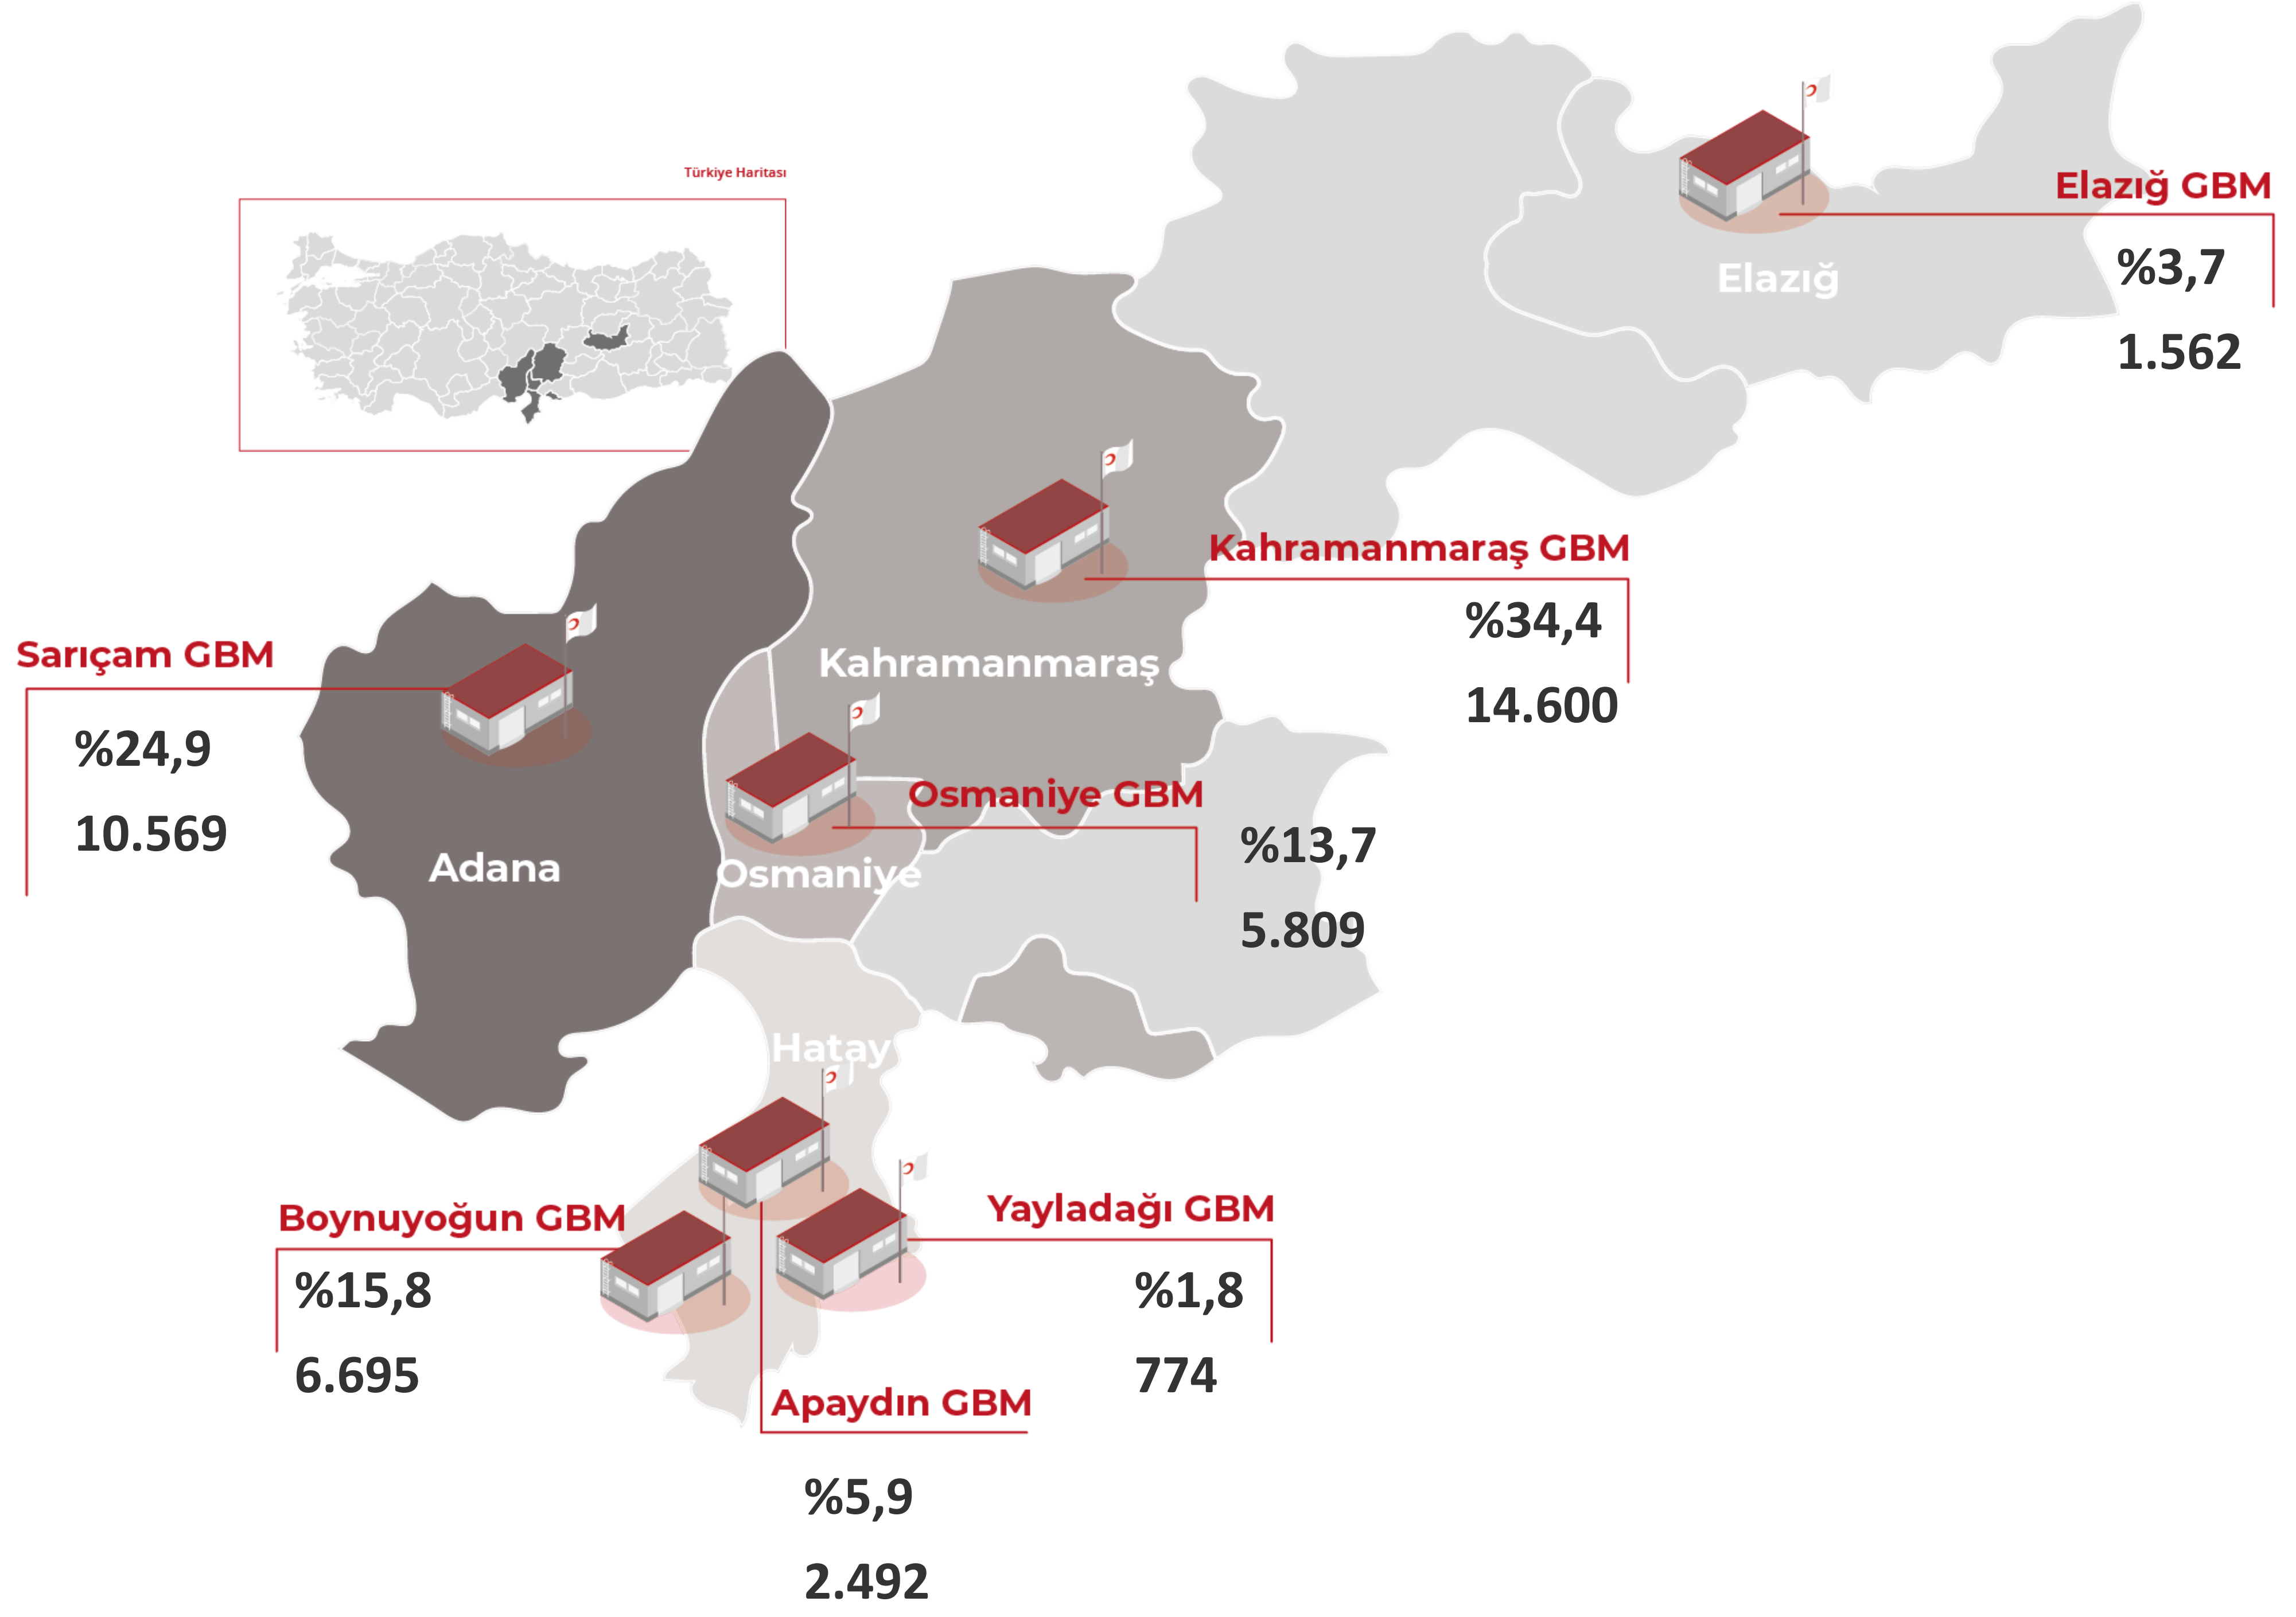 Türkiye Haritası
Elazığ GBM
%3,7
1.562
Elazığ
Kahramanmaraş GBM
%34,4
14.600
Kahramanmaraş
Sarıçam GBM
%24,9
10.569
Adana
Osmaniye GBM
%13,7
5.809
Osmaniye
Hatay
Boynuyoğun GBM
%15,8
6.695
Yayladağı GBM
%1,8
774
Apaydın GBM
%5,9
2.492